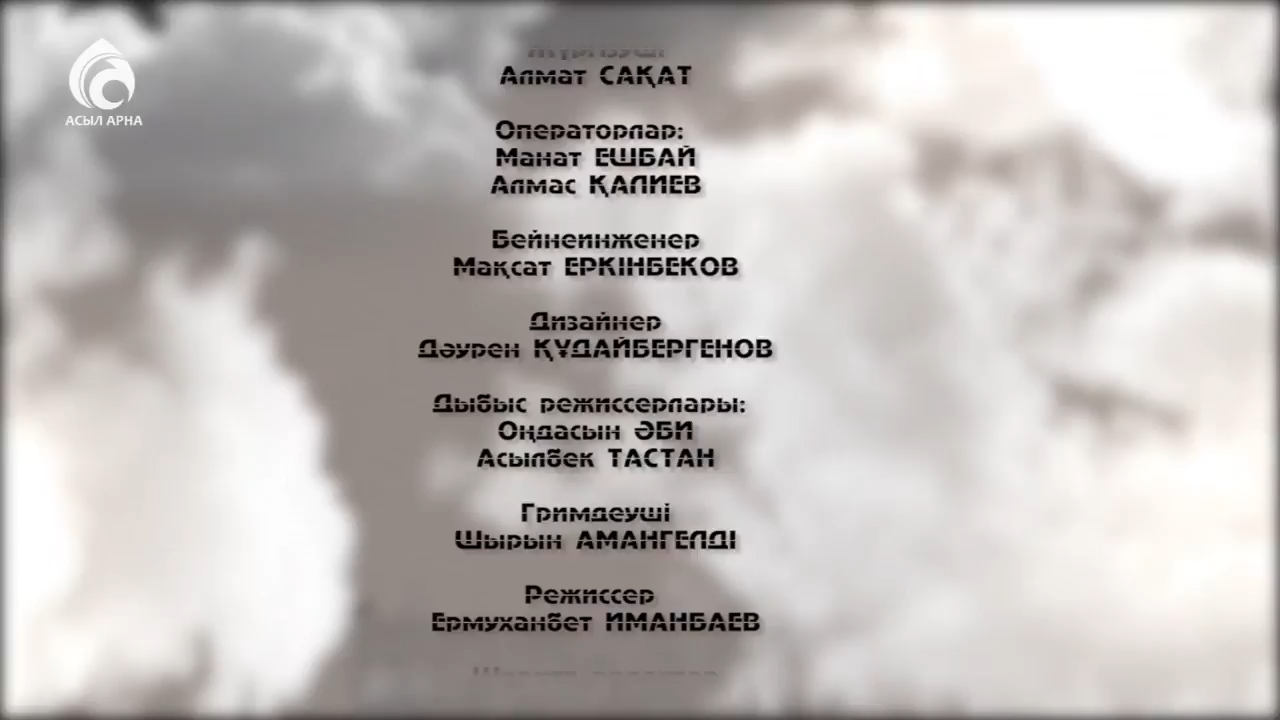 АСЫЛ АРНА
Алмат САҚАТ
Операторлар:
Манат ЕШБАЙ
Алмас ҚАЛИЕВ
Бейнеинженер
Мақсат ЕРКІНБЕКОВ
Дизайнер
Дәурен ҚҰДАЙБЕРГЕНОВ
Дыбыс режиссерлары:
Оңдасын ӘБИ
Асылбек ТАСТАН
Гримдеуші
Шырын АМАНГЕЛДІ
Режиссер
Ермуханбет ИМАНБАЕВ